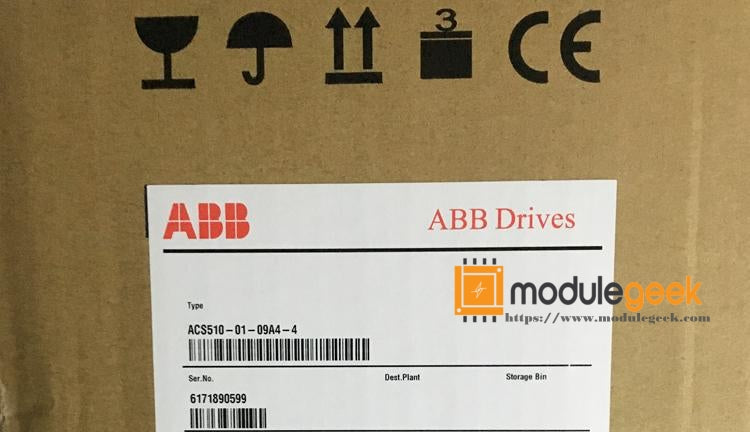 3
CE
ABB
ABB Drives
modulegeek
https://www.modulegeek.com
Type
ACS510-01-09A4-4
Ser.No.
Dest.Plant
Storage Bin
6171890599